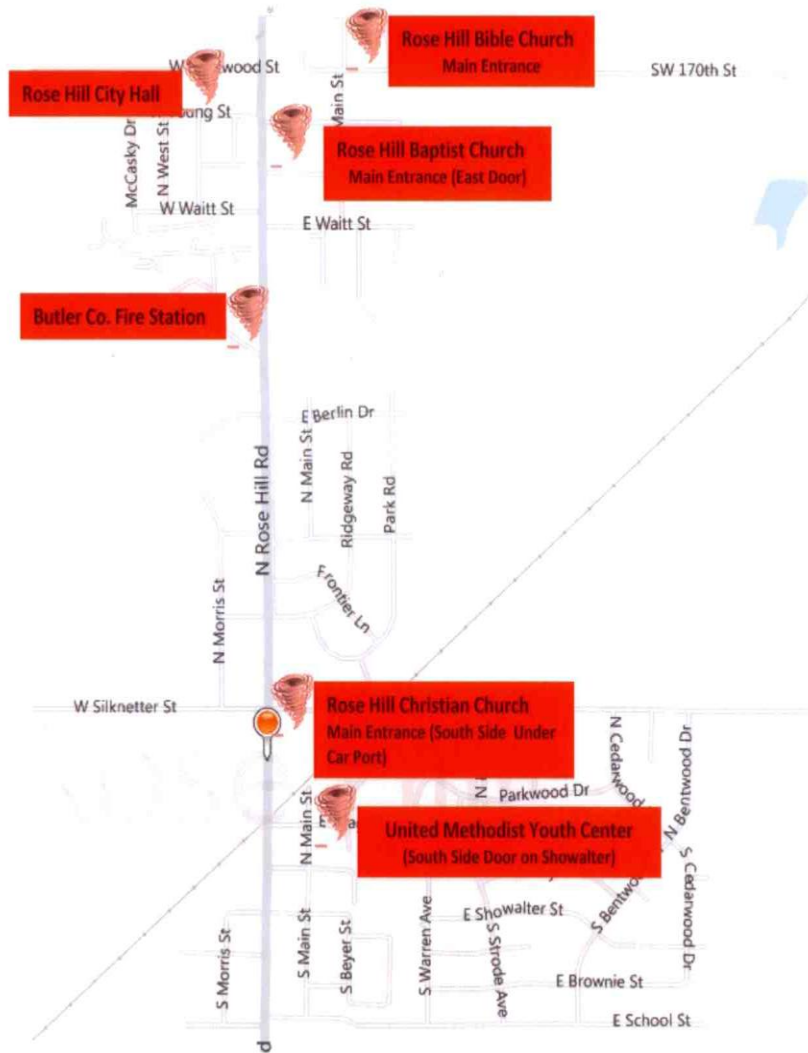 Rose Hill Bible Church
Main Entrance
SW 170th St
Rose Hill City Hall
Main St
McCasky Dr
N West St
Rose Hill Baptist Church
Main Entrance (East Door)
W Waitt St
E Waitt St
Butler Co. Fire Station
E Berlin Dr
N Main St
Ridgeway Rd
Park Rd
N Rose Hill Rd
Frontier Ln
N Morris St
W Silknetter St
Rose Hill Christian Church
Main Entrance (South Side Under
Car Port)
N Cedarwood
N Bentwood Dr
Parkwood Dr
N Main St
United Methodist Youth Center
(South Side Door on Showalter)
S Cedarwood Dr
E Showalter St
S Morris St
S Main St
S Beyer St
S Warren Ave
S Strode Ave
E Brownie St
E School St